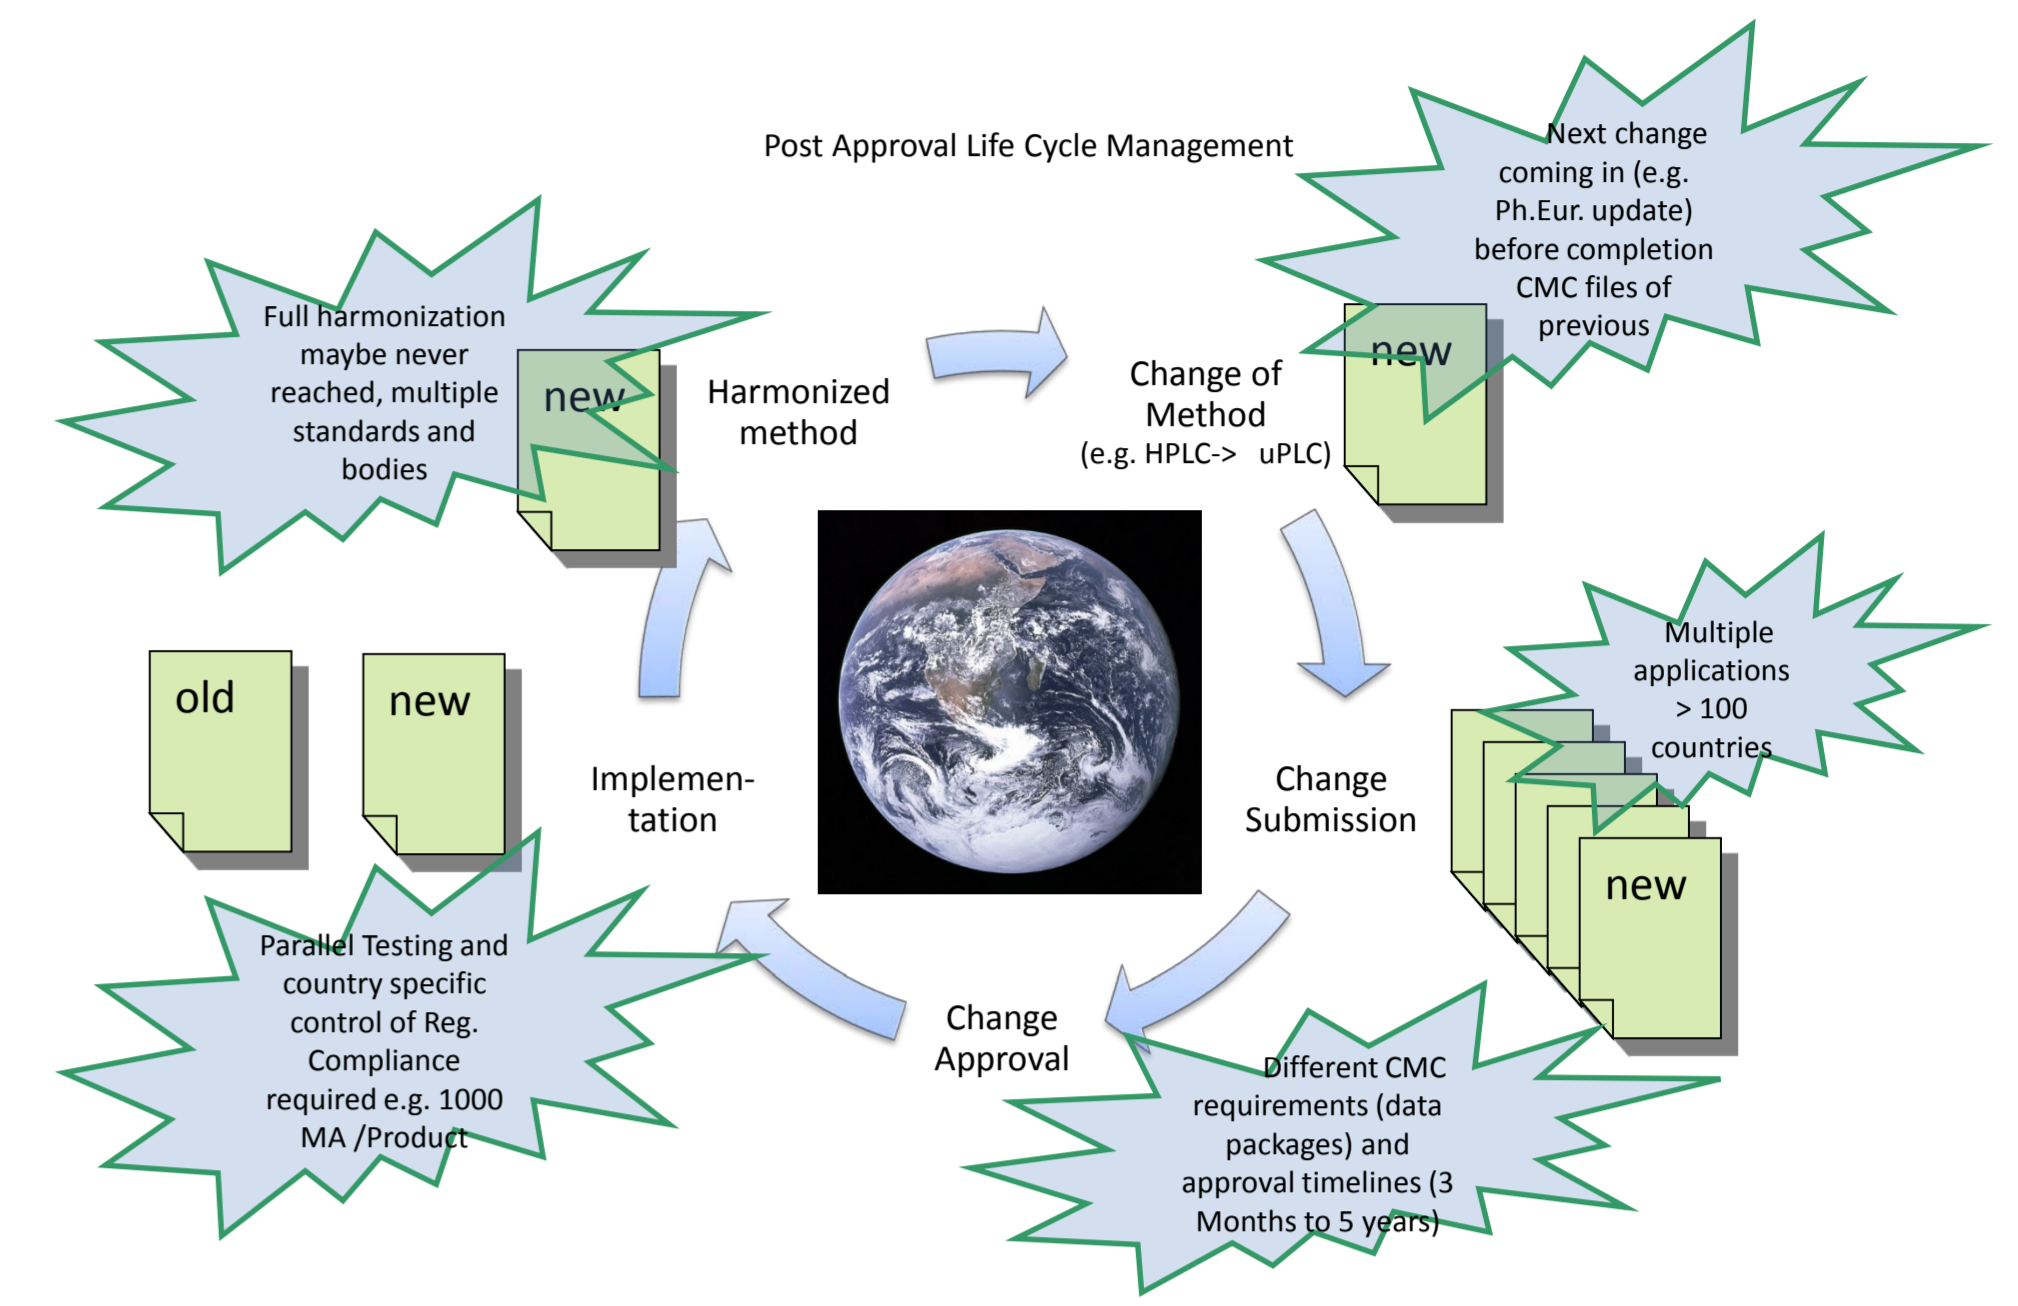 Post Approval Life Cycle Management
Next change
coming in (e.g.
Ph.Eur. update)
before completion
CMC files of
previous
new
Full harmonization
maybe never
reached, multiple
standards and
bodies
new
Harmonized
method
Change of
Method
(e.g. HPLC-> uPLC)
Multiple
applications
> 100
countries
new
Change
Submission
old
new
Implemen-
tation
Parallel Testing and
country specific
control of Reg.
Compliance
required e.g. 1000
MA /Product
Change
Approval
Different CMC
requirements (data
packages) and
approval timelines (3
Months to 5 years)